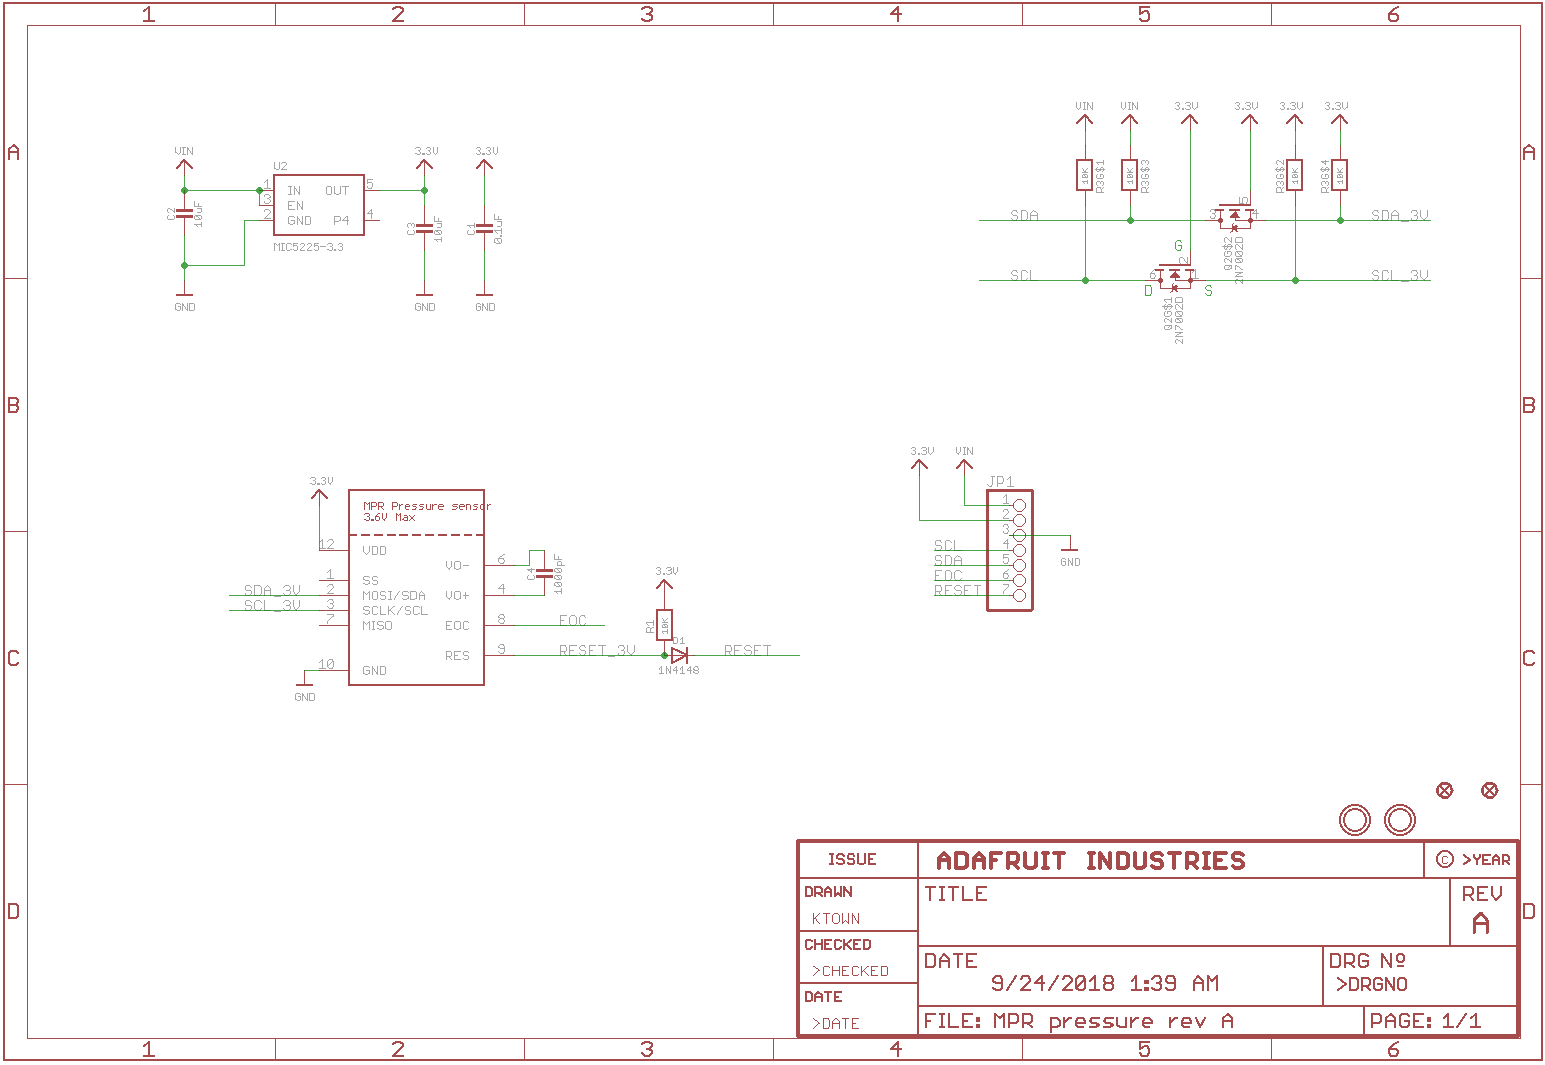 1 2 3 4 5 6
A A
B B
C C
D D
VIN
U2
3.3V
3.3V
1 IN OUT 5
3 EN
2 GND P4 4
C2
10uF
MIC5225-3.3
C3
10uF
C1
0.1uF
GND
GND
GND
VIN
VIN
3.3V
3.3V
3.3V
3.3V
10K
R3G$1
10K
R3G$3
10K
R3G$2
10K
R3G$4
SDA
3
5
4
SDA_3V
Q2G$2
2N7002D
G
2
SCL
6
1
SCL_3V
D
S
Q2G$1
2N7002D
3.3V
MPR Pressure sensor
3.6V Max
12 VDD
VO- 6
1 SS
SDA_3V 2 MOSI/SDA VO+ 4
SCL_3V 3 SCLK/SCL
7 MISO EOC 8 EOC
RES 9 RESET_3V
10 GND
GND
C4
1000pF
3.3V
R1
10K
D1
1N4148
RESET
3.3V
VIN
JP1
1
2
3
SCL 4
SDA 5
EOC 6
RESET 7
GND
ISSUE ADAFRUIT INDUSTRIES © >YEAR
DRAWN
KTOWN
TITLE
REV
A
CHECKED
>CHECKED
DATE
9/24/2018 1:39 AM
DRG Nº
>DRGNO
DATE
>DATE
FILE: MPR pressure rev A
PAGE: 1/1
1 2 3 4 5 6